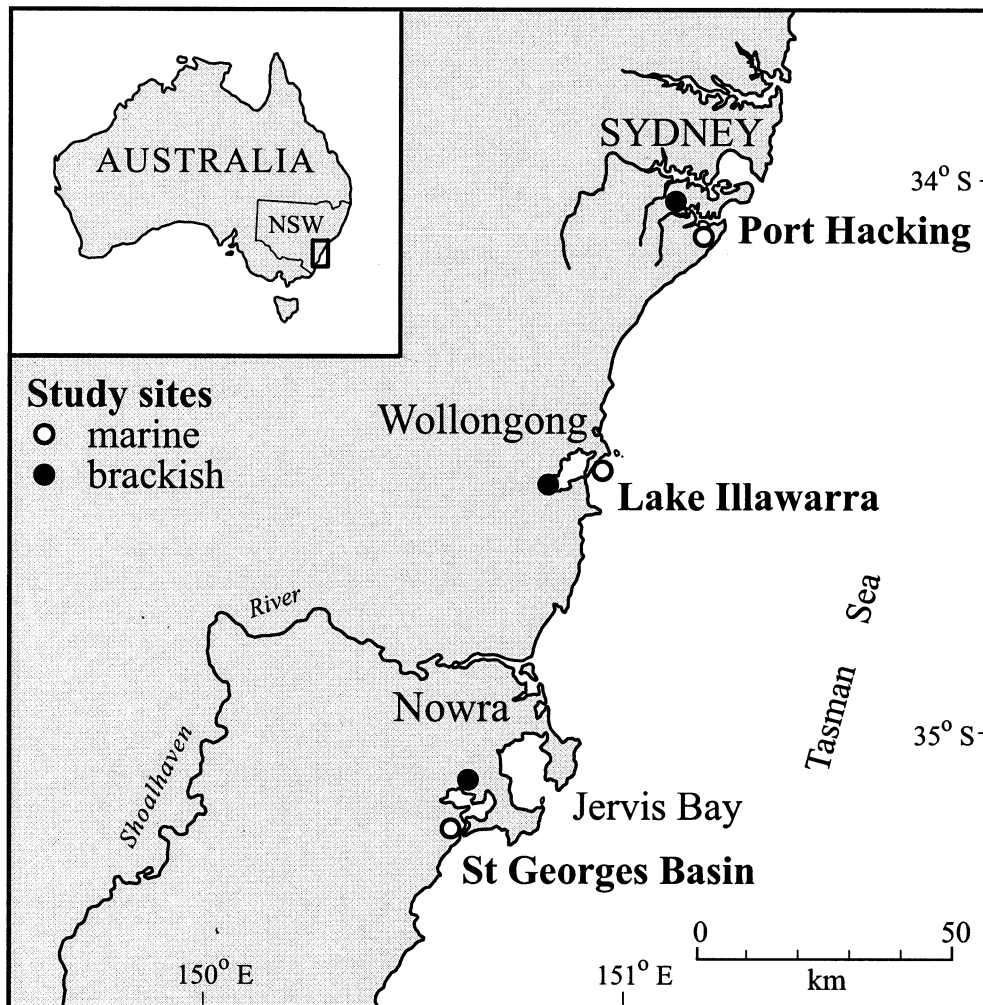 AUSTRALIA
NSW
SYDNEY
34° S
Port Hacking
Study sites
marine
brackish
Wollongong
Lake Illawarra
Tasman Sea
River
Shoalhaven
Nowra
35° S
Jervis Bay
St Georges Basin
0 50
km
150° E
151° E